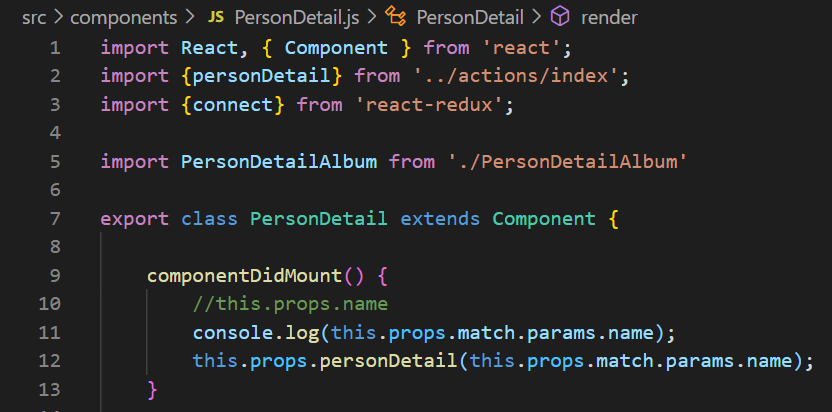 src > components > JS PersonDetail.js > PersonDetail > render
1 import React, { Component } from 'react';
2 import {personDetail} from '../actions/index';
3 import {connect} from 'react-redux';
4
5 import PersonDetailAlbum from './PersonDetailAlbum'
6
7 export class PersonDetail extends Component {
8
9 componentDidMount() {
10 //this.props.name
11 console.log(this.props.match.params.name);
12 this.props.personDetail(this.props.match.params.name);
13 }